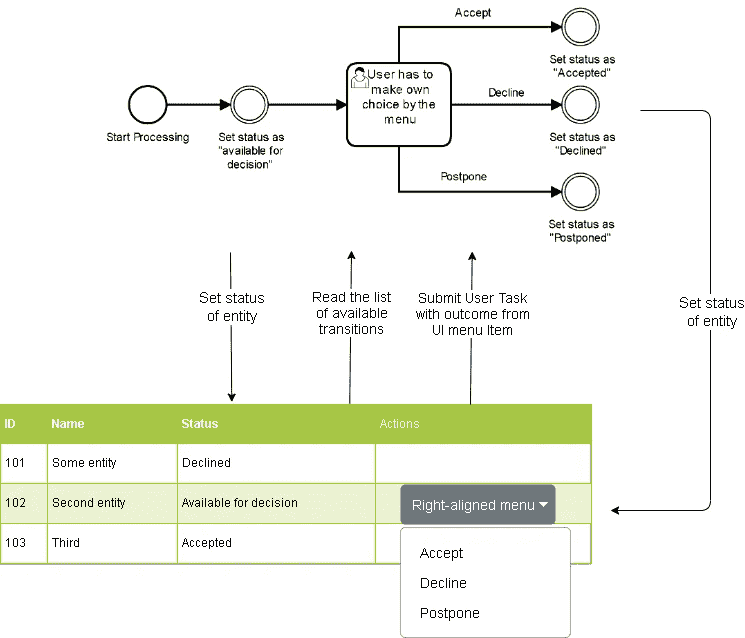 Accept
Set status as
"Accepted"
User has to
make own
choice by the
menu
Decline
Start Processing
Set status as
"available for
decision"
Set status as
"Declined"
Postpone
Set status as
"Postponed"
Set status
of entity
Read the list
of available
transitions
Submit User Task
with outcome from
UI menu Item
Set status
of entity
ID Name Status Actions
101 Some entity Declined
102 Second entity Available for decision Right-aligned menu
103 Third Accepted
Accept
Decline
Postpone